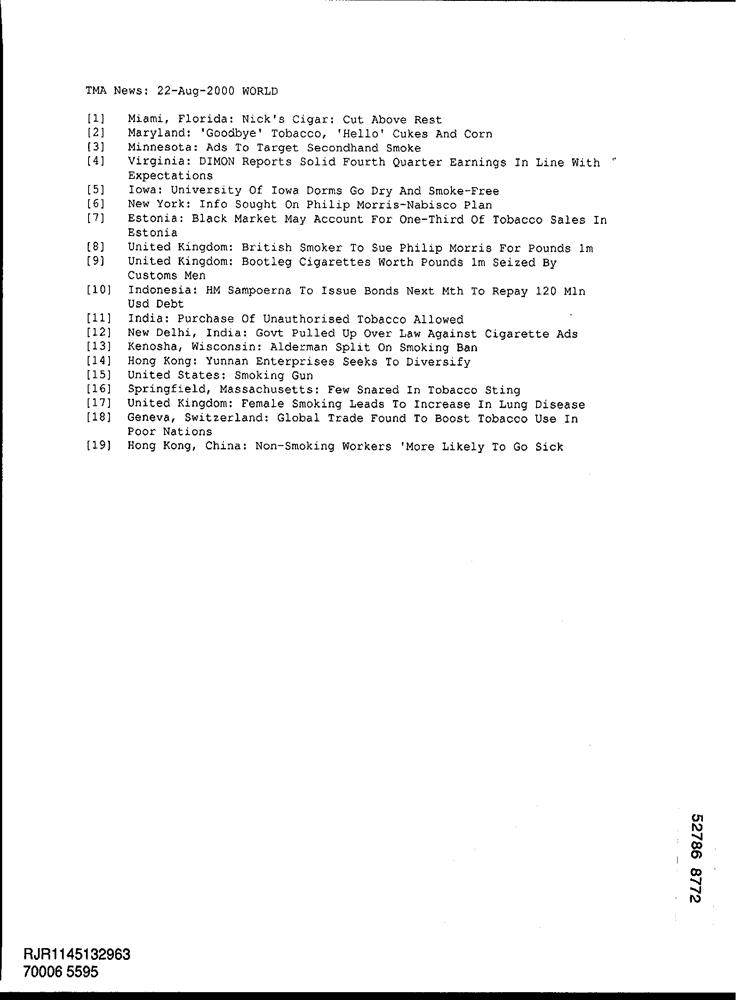 TMA News: 22-Aug-2000 WORLD
[1] Miami, Florida: Nick's Cigar: Cut Above Rest
[2] Maryland: 'Goodbye' Tobacco, 'Hello' Cukes And Corn
[3] Minnesota: Ads To Target Secondhand Smoke
[4] Virginia: DIMON Reports Solid Fourth Quarter Earnings In Line With
Expectations
[5] Iowa: University Of Iowa Dorms Go Dry And Smoke-Free
[6] New York: Info Sought On Philip Morris-Nabisco Plan
[7] Estonia: Black Market May Account For One-Third Of Tobacco Sales In
Estonia
[8] United Kingdom: British Smoker To Sue Philip Morris For Pounds 1m
[9] United Kingdom: Bootleg Cigarettes Worth Pounds 1m Seized By
Customs Men
[10] Indonesia: HM Sampoerna To Issue Bonds Next Mth To Repay 120 Mln
Usd Debt
[11] India: Purchase Of Unauthorised Tobacco Allowed
[12] New Delhi, India: Govt Pulled Up Over Law Against Cigarette Ads
[13] Kenosha, Wisconsin: Alderman Split On Smoking Ban
[14] Hong Kong: Yunnan Enterprises Seeks To Diversify
[15] United States: Smoking Gun
[16] Springfield, Massachusetts: Few Snared In Tobacco Sting
[17] United Kingdom: Female Smoking Leads To Increase In Lung Disease
[18] Geneva, Switzerland: Global Trade Found To Boost Tobacco Use In
Poor Nations
[19] Hong Kong, China: Non-Smoking Workers 'More Likely To Go Sick
52786 8772
RJR1145132963
70006 5595